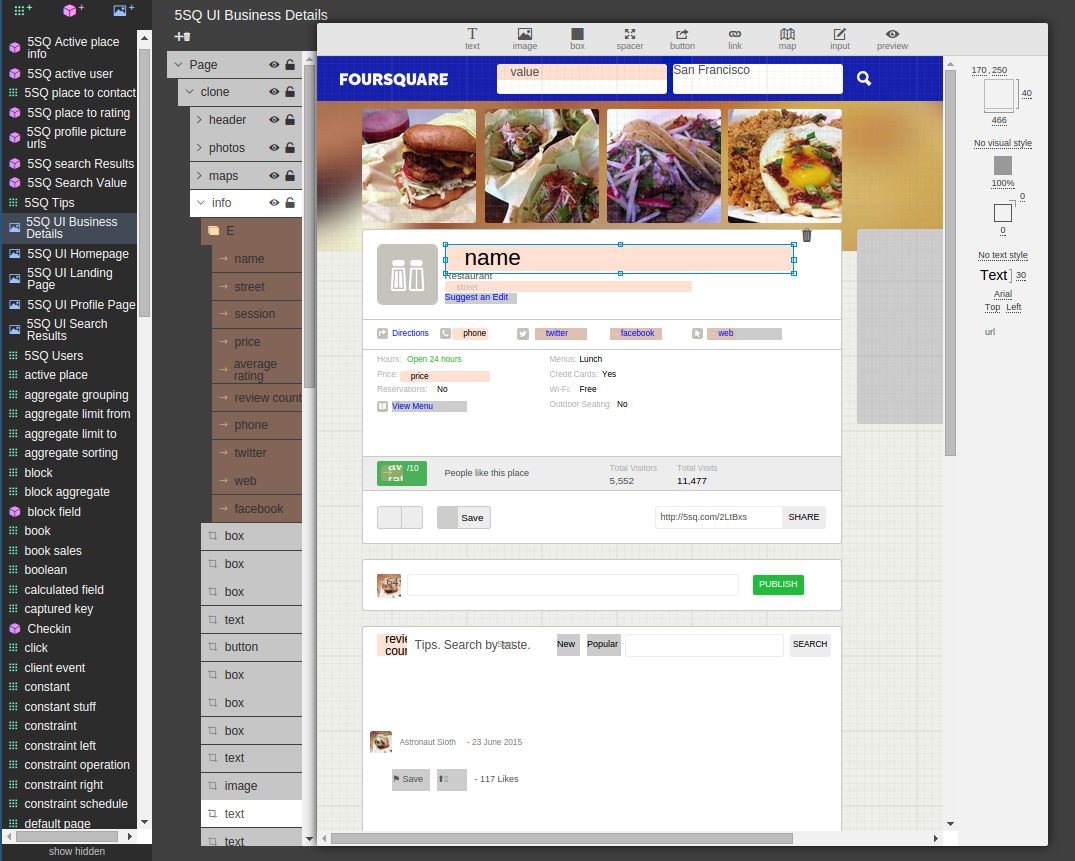 5SQ UI Business Details
5SQ Active place info
5SQ active user
5SQ place to contact
5SQ place to rating
5SQ profile picture urls
5SQ search Results
5SQ Search Value
5SQ Tips
5SQ UI Business Details
5SQ UI Homepage
5SQ UI Landing Page
5SQ UI Profile Page
5SQ UI Search Results
5SQ Users
active place
aggregate grouping
aggregate limit from
aggregate limit to
aggregate sorting
block
block aggregate
block field
book
book sales
boolean
calculated field
captured key
Checkin
click
client event
constant
constant stuff
constraint
constraint left
constraint operation
constraint right
constraint schedule
default page
show hidden
Page
clone
header
photos
maps
info
E
name
street
session
price
average rating
review count
phone
twitter
web
facebook
box
box
box
text
button
box
box
box
text
image
text
text
text image box spacer button link map input preview
FOURSQUARE value San Francisco
name
Restaurant
street
Suggest an Edit
Directions phone twitter facebook web
Hours: Open 24 hours Menus: Lunch
Price: price Credit Cards: Yes
Reservations: No Wi-Fi: Free
View Menu Outdoor Seating: No
/10 People like this place Total Visitors 5,552 Total Visits 11,477
Save http://5sq.com/2LtBxs SHARE
PUBLISH
review count Tips. Search by taste. New Popular SEARCH
Astronaut Sloth - 23 June 2015
Save - 117 Likes
170 , 250
40
466
No visual style
100%
0
0
No text style
Text 30
Arial
Top Left
url